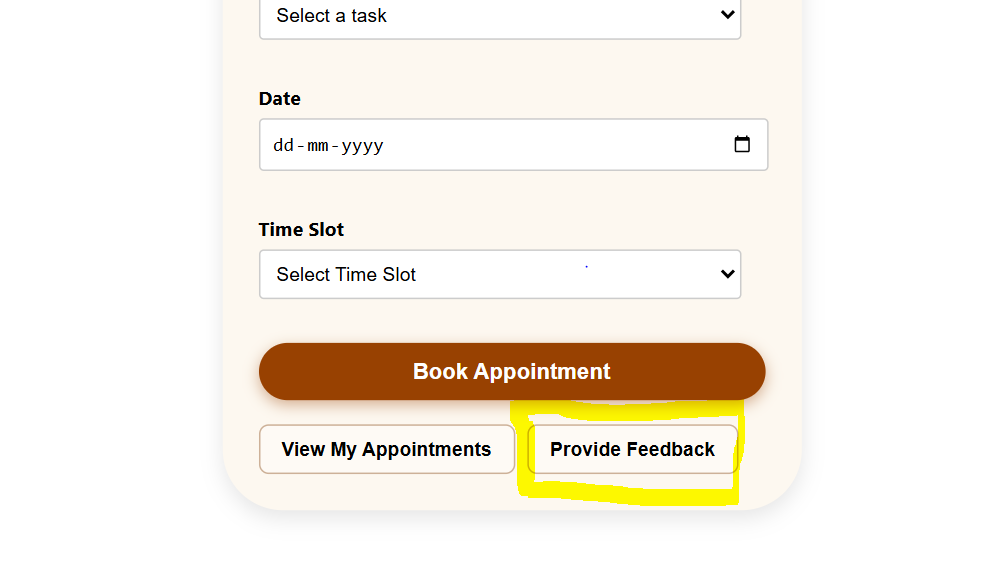 Select a task
Date
dd-mm-yyyy
Time Slot
Select Time Slot
Book Appointment
View My Appointments
Provide Feedback